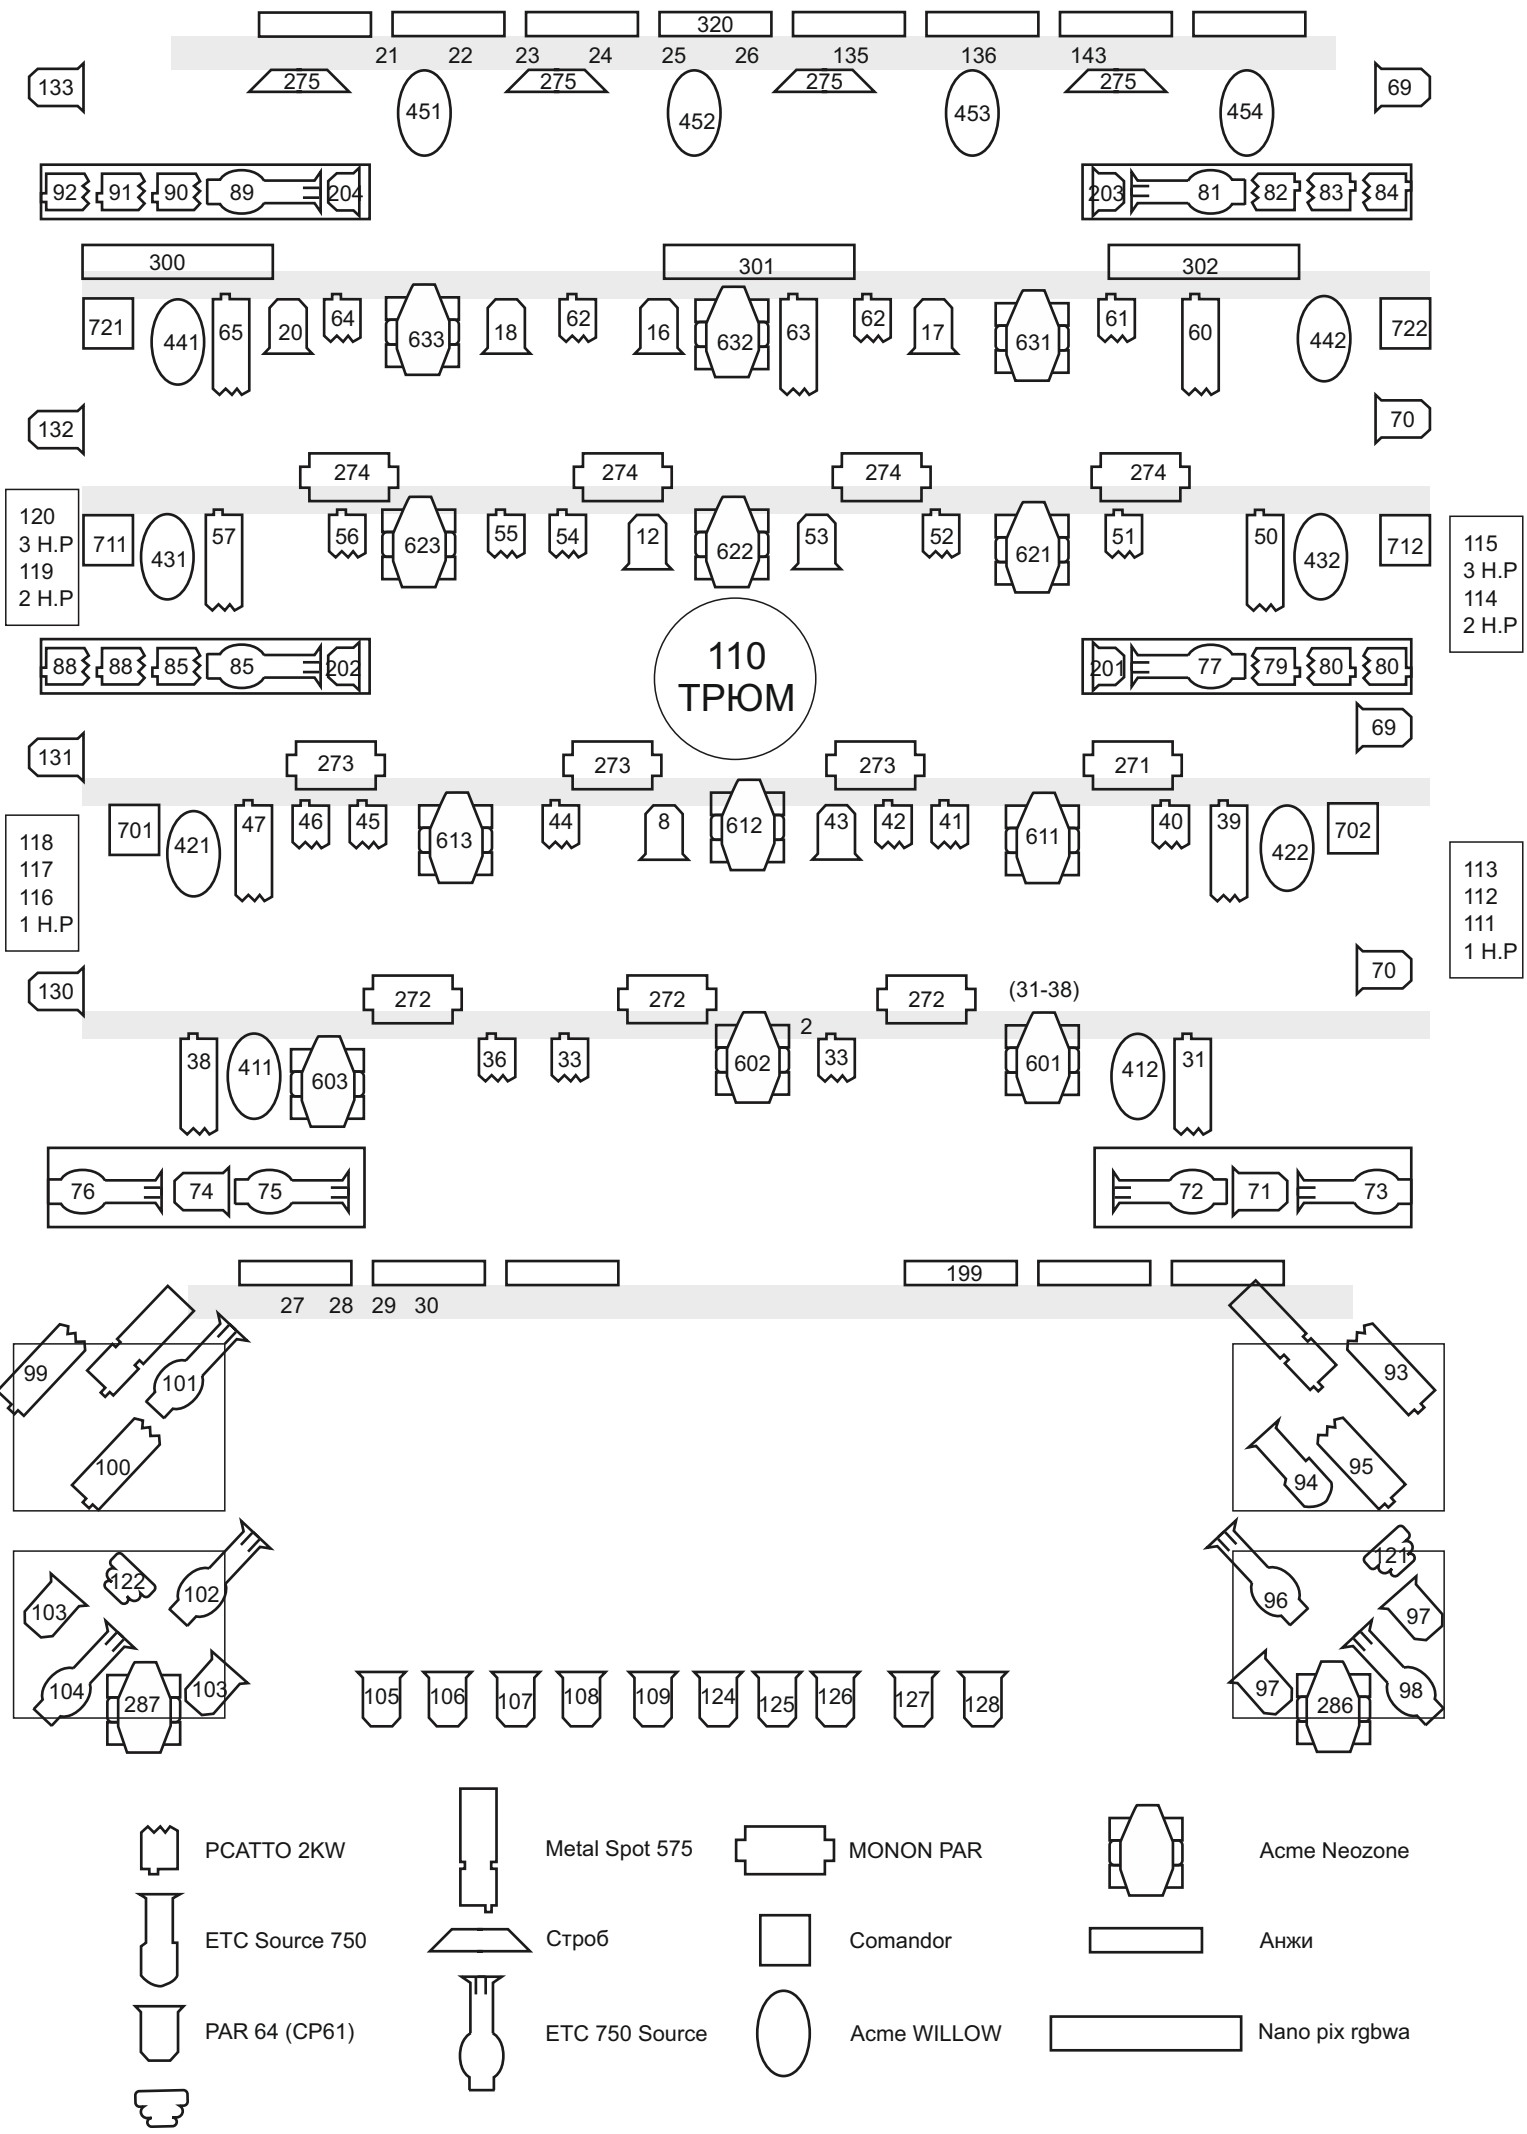 320
21 22 23 24 25 26 135 136 143
133 275 275 275 275 69
451 452 453 454
92 91 90 89 204 203 81 82 83 84
300 301 302
721 441 65 20 64 633 18 62 16 632 63 62 17 631 61 60 442 722
132 70
274 274 274 274
120
3 Н.Р
119
2 Н.Р
711 431 57 56 623 55 54 12 622 53 52 621 51 50 432 712
115
3 Н.Р
114
2 Н.Р
110
ТРЮМ
88 88 85 85 202 201 77 79 80 80
69
131 273 273 273 271
118
117
116
1 Н.Р
701 421 47 46 45 613 44 8 612 43 42 41 611 40 39 422 702
113
112
111
1 Н.Р
130 70
272 272 272 (31-38)
2
38 411 603 36 33 602 33 601 412 31
76 74 75 72 71 73
199
27 28 29 30
99 101 93
100 94 95
122 102 121
103 96 97
104 103 97 98
287 286
105 106 107 108 109 124 125 126 127 128
PCATTO 2KW
Metal Spot 575
MONON PAR
Acme Neozone
ETC Source 750
Строб
Comandor
Анжи
PAR 64 (CP61)
ETC 750 Source
Acme WILLOW
Nano pix rgbwa